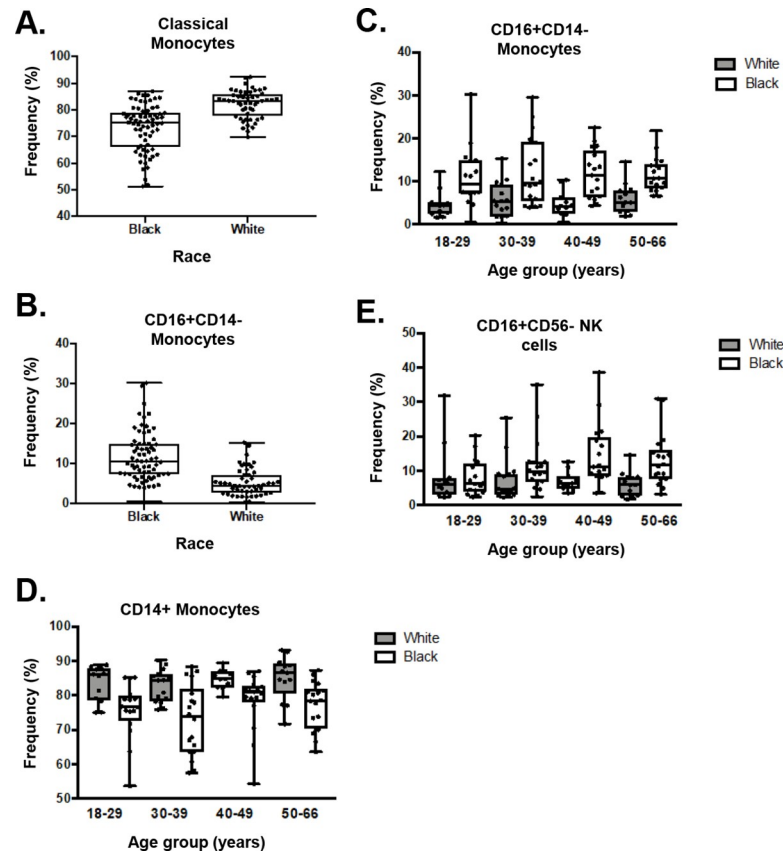 A.
Classical
Monocytes
Frequency (%)
100
90
80
70
60
50
40
Black
White
Race
B.
CD16+CD14-
Monocytes
Frequency (%)
40
30
20
10
0
Black
White
Race
C.
CD16+CD14-
Monocytes
Frequency (%)
40
30
20
10
0
18-29
30-39
40-49
50-66
Age group (years)
White
Black
E.
CD16+CD56- NK
cells
Frequency (%)
50
40
30
20
10
0
18-29
30-39
40-49
50-66
Age group (years)
White
Black
D.
CD14+ Monocytes
Frequency (%)
100
90
80
70
60
50
18-29
30-39
40-49
50-66
Age group (years)
White
Black